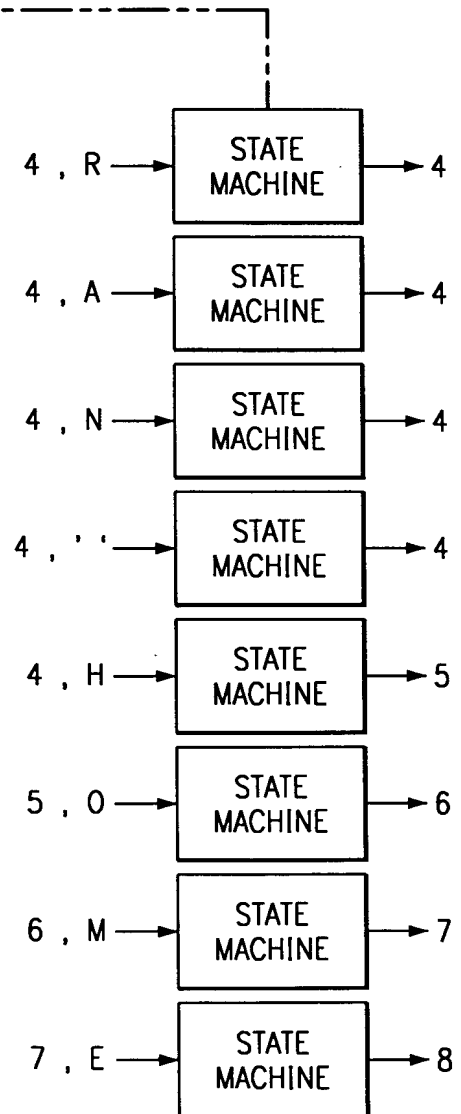 4 , R STATE MACHINE 4
4 , A STATE MACHINE 4
4 , N STATE MACHINE 4
4 , ' ‘ STATE MACHINE 4
4 , H STATE MACHINE 5
5 , O STATE MACHINE 6
6 , M STATE MACHINE 7
7 , E STATE MACHINE 8